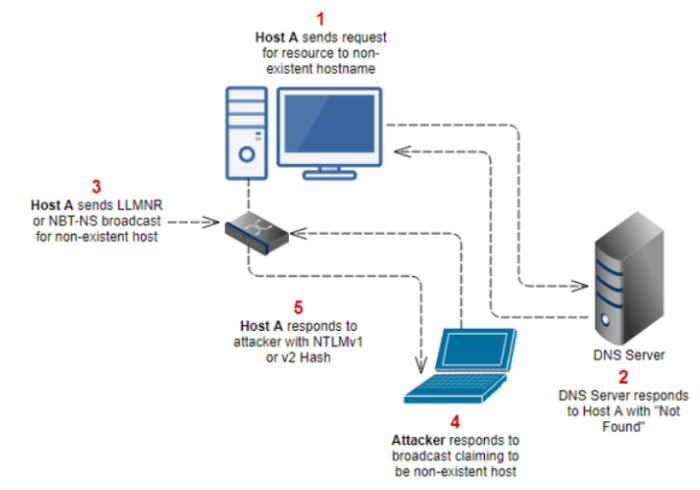 1
Host A sends request
for resource to non-
existent hostname
3
Host A sends LLMNR
or NBT-NS broadcast
for non-existent host
5
Host A responds to
attacker with NTLMv1
or v2 Hash
DNS Server
2
DNS Server responds
to Host A with "Not
Found"
4
Attacker responds to
broadcast claiming to
be non-existent host